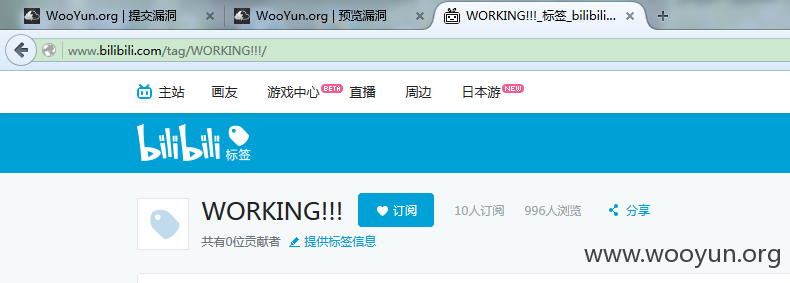 WooYun.org | 提交漏洞
WooYun.org | 预览漏洞
WORKING!!!_标签_bilibili...
www.bilibili.com/tag/WORKING!!!/
主站 画友 游戏中心 BETA 直播 周边 日本游 NEW
bilibili 标签
WORKING!!! 订阅 10人订阅 996人浏览 分享
共有0位贡献者 提供标签信息
www.wooyun.org